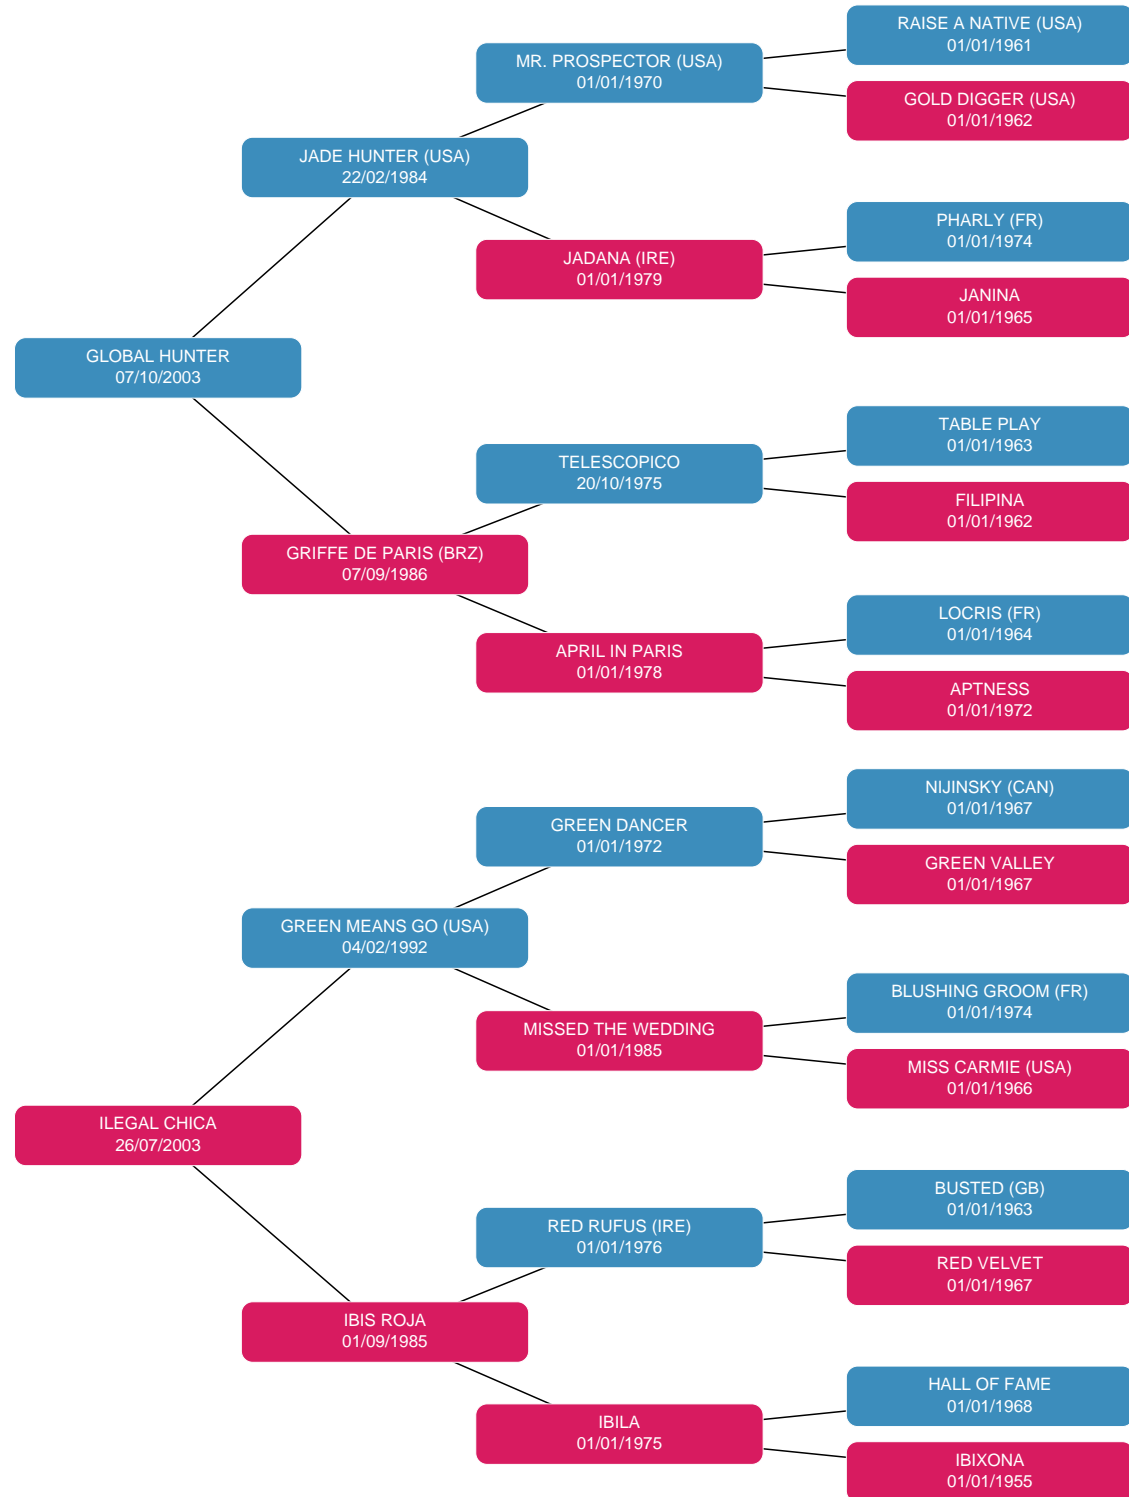 RAISE A NATIVE (USA)
01/01/1961
MR. PROSPECTOR (USA)
01/01/1970
GOLD DIGGER (USA)
01/01/1962
JADE HUNTER (USA)
22/02/1984
PHARLY (FR)
01/01/1974
JADANA (IRE)
01/01/1979
JANINA
01/01/1965
GLOBAL HUNTER
07/10/2003
TABLE PLAY
01/01/1963
TELESCOPICO
20/10/1975
FILIPINA
01/01/1962
GRIFFE DE PARIS (BRZ)
07/09/1986
LOCRIS (FR)
01/01/1964
APRIL IN PARIS
01/01/1978
APTNESS
01/01/1972
NIJINSKY (CAN)
01/01/1967
GREEN DANCER
01/01/1972
GREEN VALLEY
01/01/1967
GREEN MEANS GO (USA)
04/02/1992
BLUSHING GROOM (FR)
01/01/1974
MISSED THE WEDDING
01/01/1985
MISS CARMIE (USA)
01/01/1966
ILEGAL CHICA
26/07/2003
BUSTED (GB)
01/01/1963
RED RUFUS (IRE)
01/01/1976
RED VELVET
01/01/1967
IBIS ROJA
01/09/1985
HALL OF FAME
01/01/1968
IBILA
01/01/1975
IBIXONA
01/01/1955